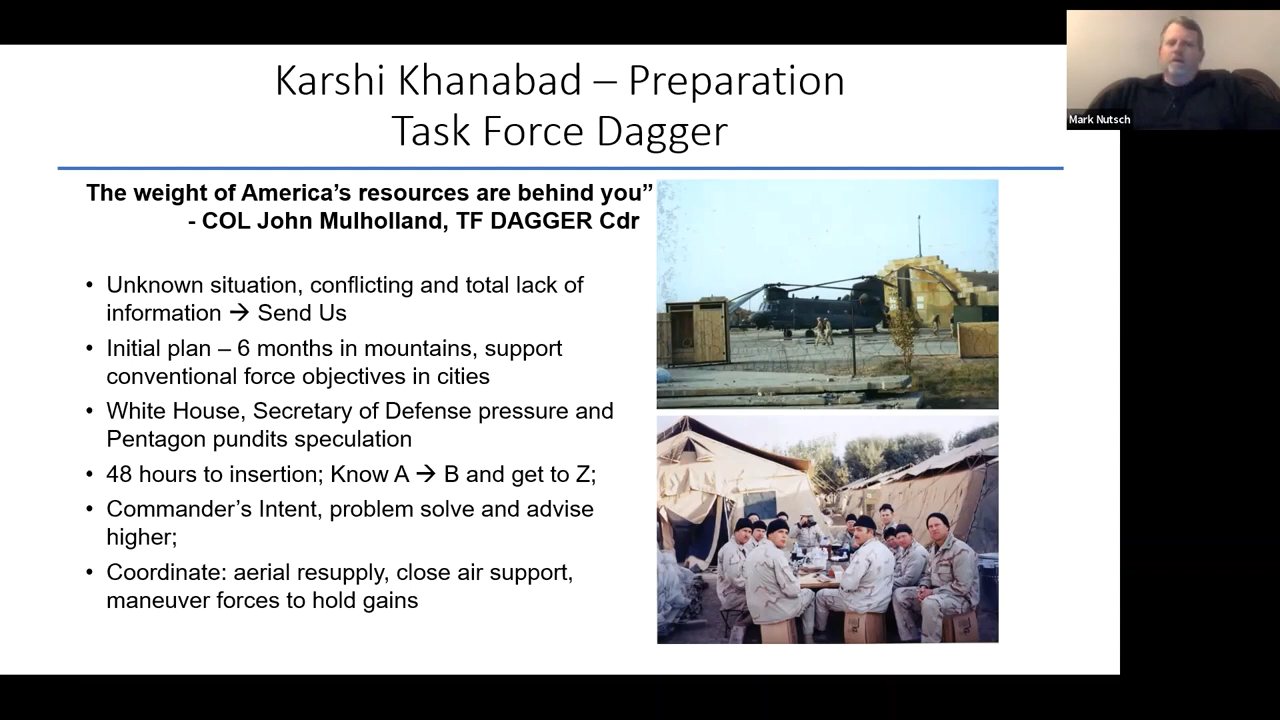 Karshi Khanabad – Preparation
Task Force Dagger
Mark Nutsch
The weight of America’s resources are behind you”
- COL John Mulholland, TF DAGGER Cdr
• Unknown situation, conflicting and total lack of
information → Send Us
• Initial plan – 6 months in mountains, support
conventional force objectives in cities
• White House, Secretary of Defense pressure and
Pentagon pundits speculation
• 48 hours to insertion; Know A → B and get to Z;
• Commander’s Intent, problem solve and advise
higher;
• Coordinate: aerial resupply, close air support,
maneuver forces to hold gains